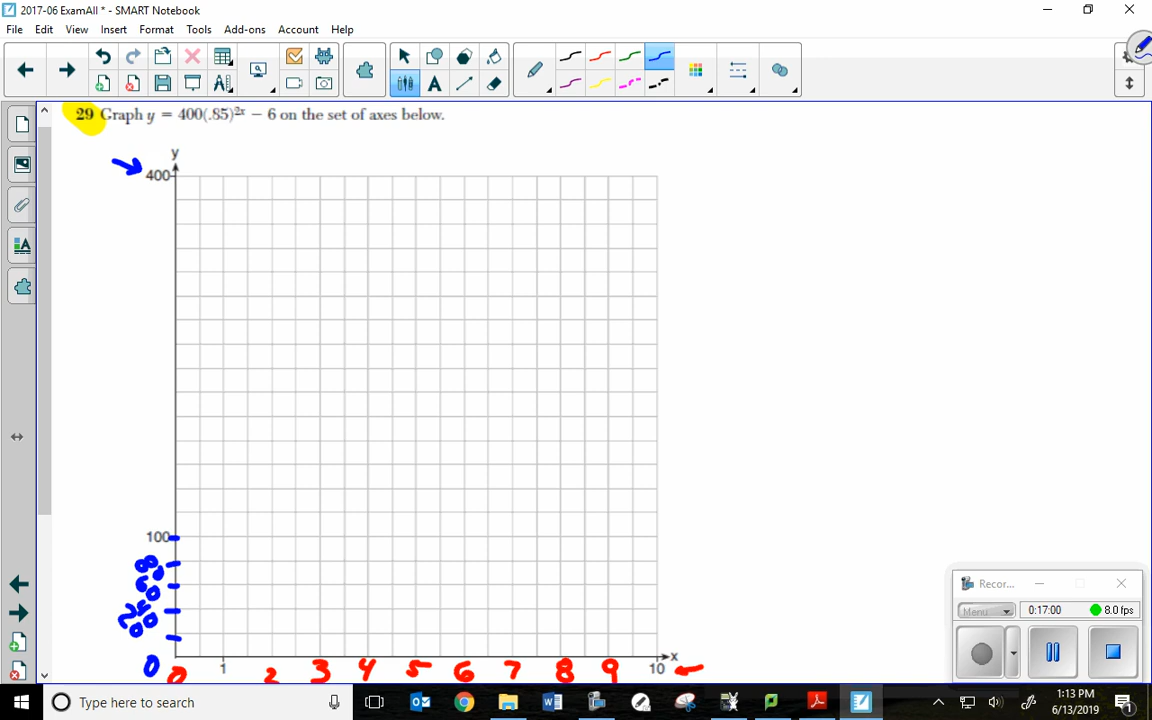 2017-06 ExamAll * - SMART Notebook
File Edit View Insert Format Tools Add-ons Account Help
29 Graph y = 400(.85)^{2x} − 6 on the set of axes below.
y
400
100
80
60
40
20
0
0 1 2 3 4 5 6 7 8 9 10 x
Recor...
Menu 0:17:00 8.0 fps
Type here to search
1:13 PM
6/13/2019
1